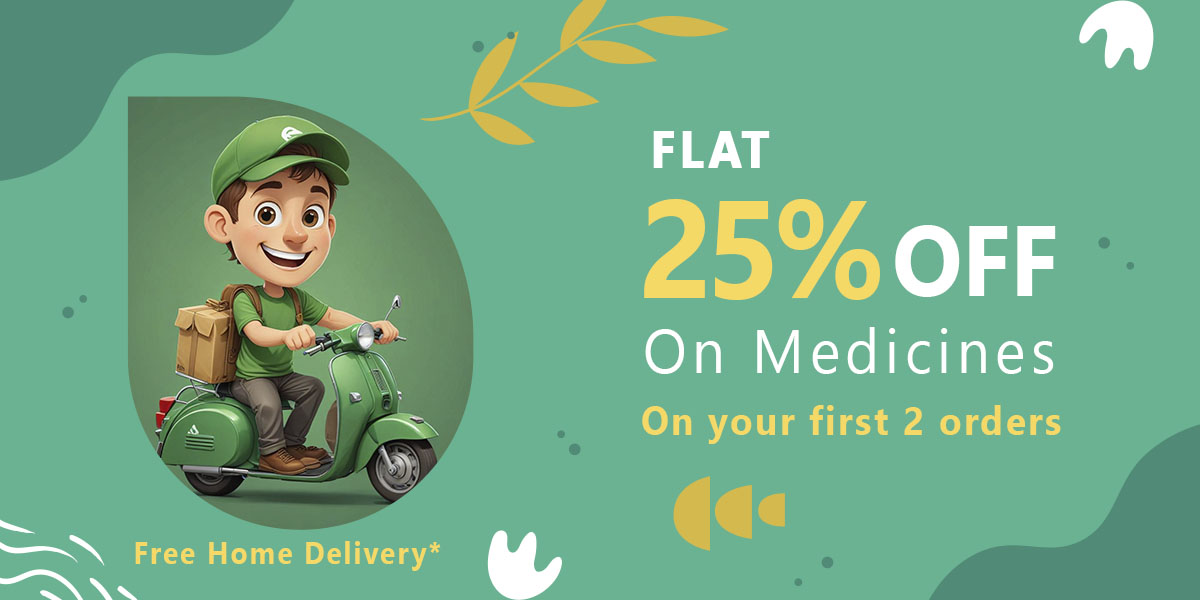 FLAT
25% OFF
On Medicines
On your first 2 orders
Free Home Delivery*